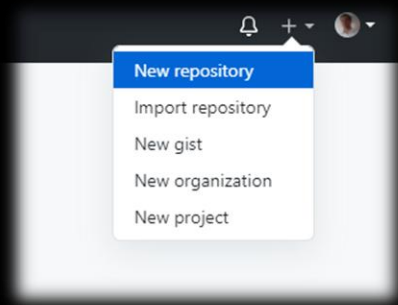 New repository
Import repository
New gist
New organization
New project